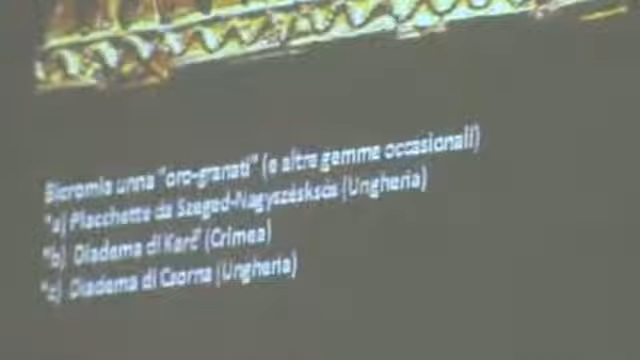 Bicromia unna "oro-granati" (e altre gemme occasionali)
*a) Placchette da Szeged-Nagyszéksós (Ungheria)
*b) Diadema di Kerč (Crimea)
*c) Diadema di Csorna (Ungheria)